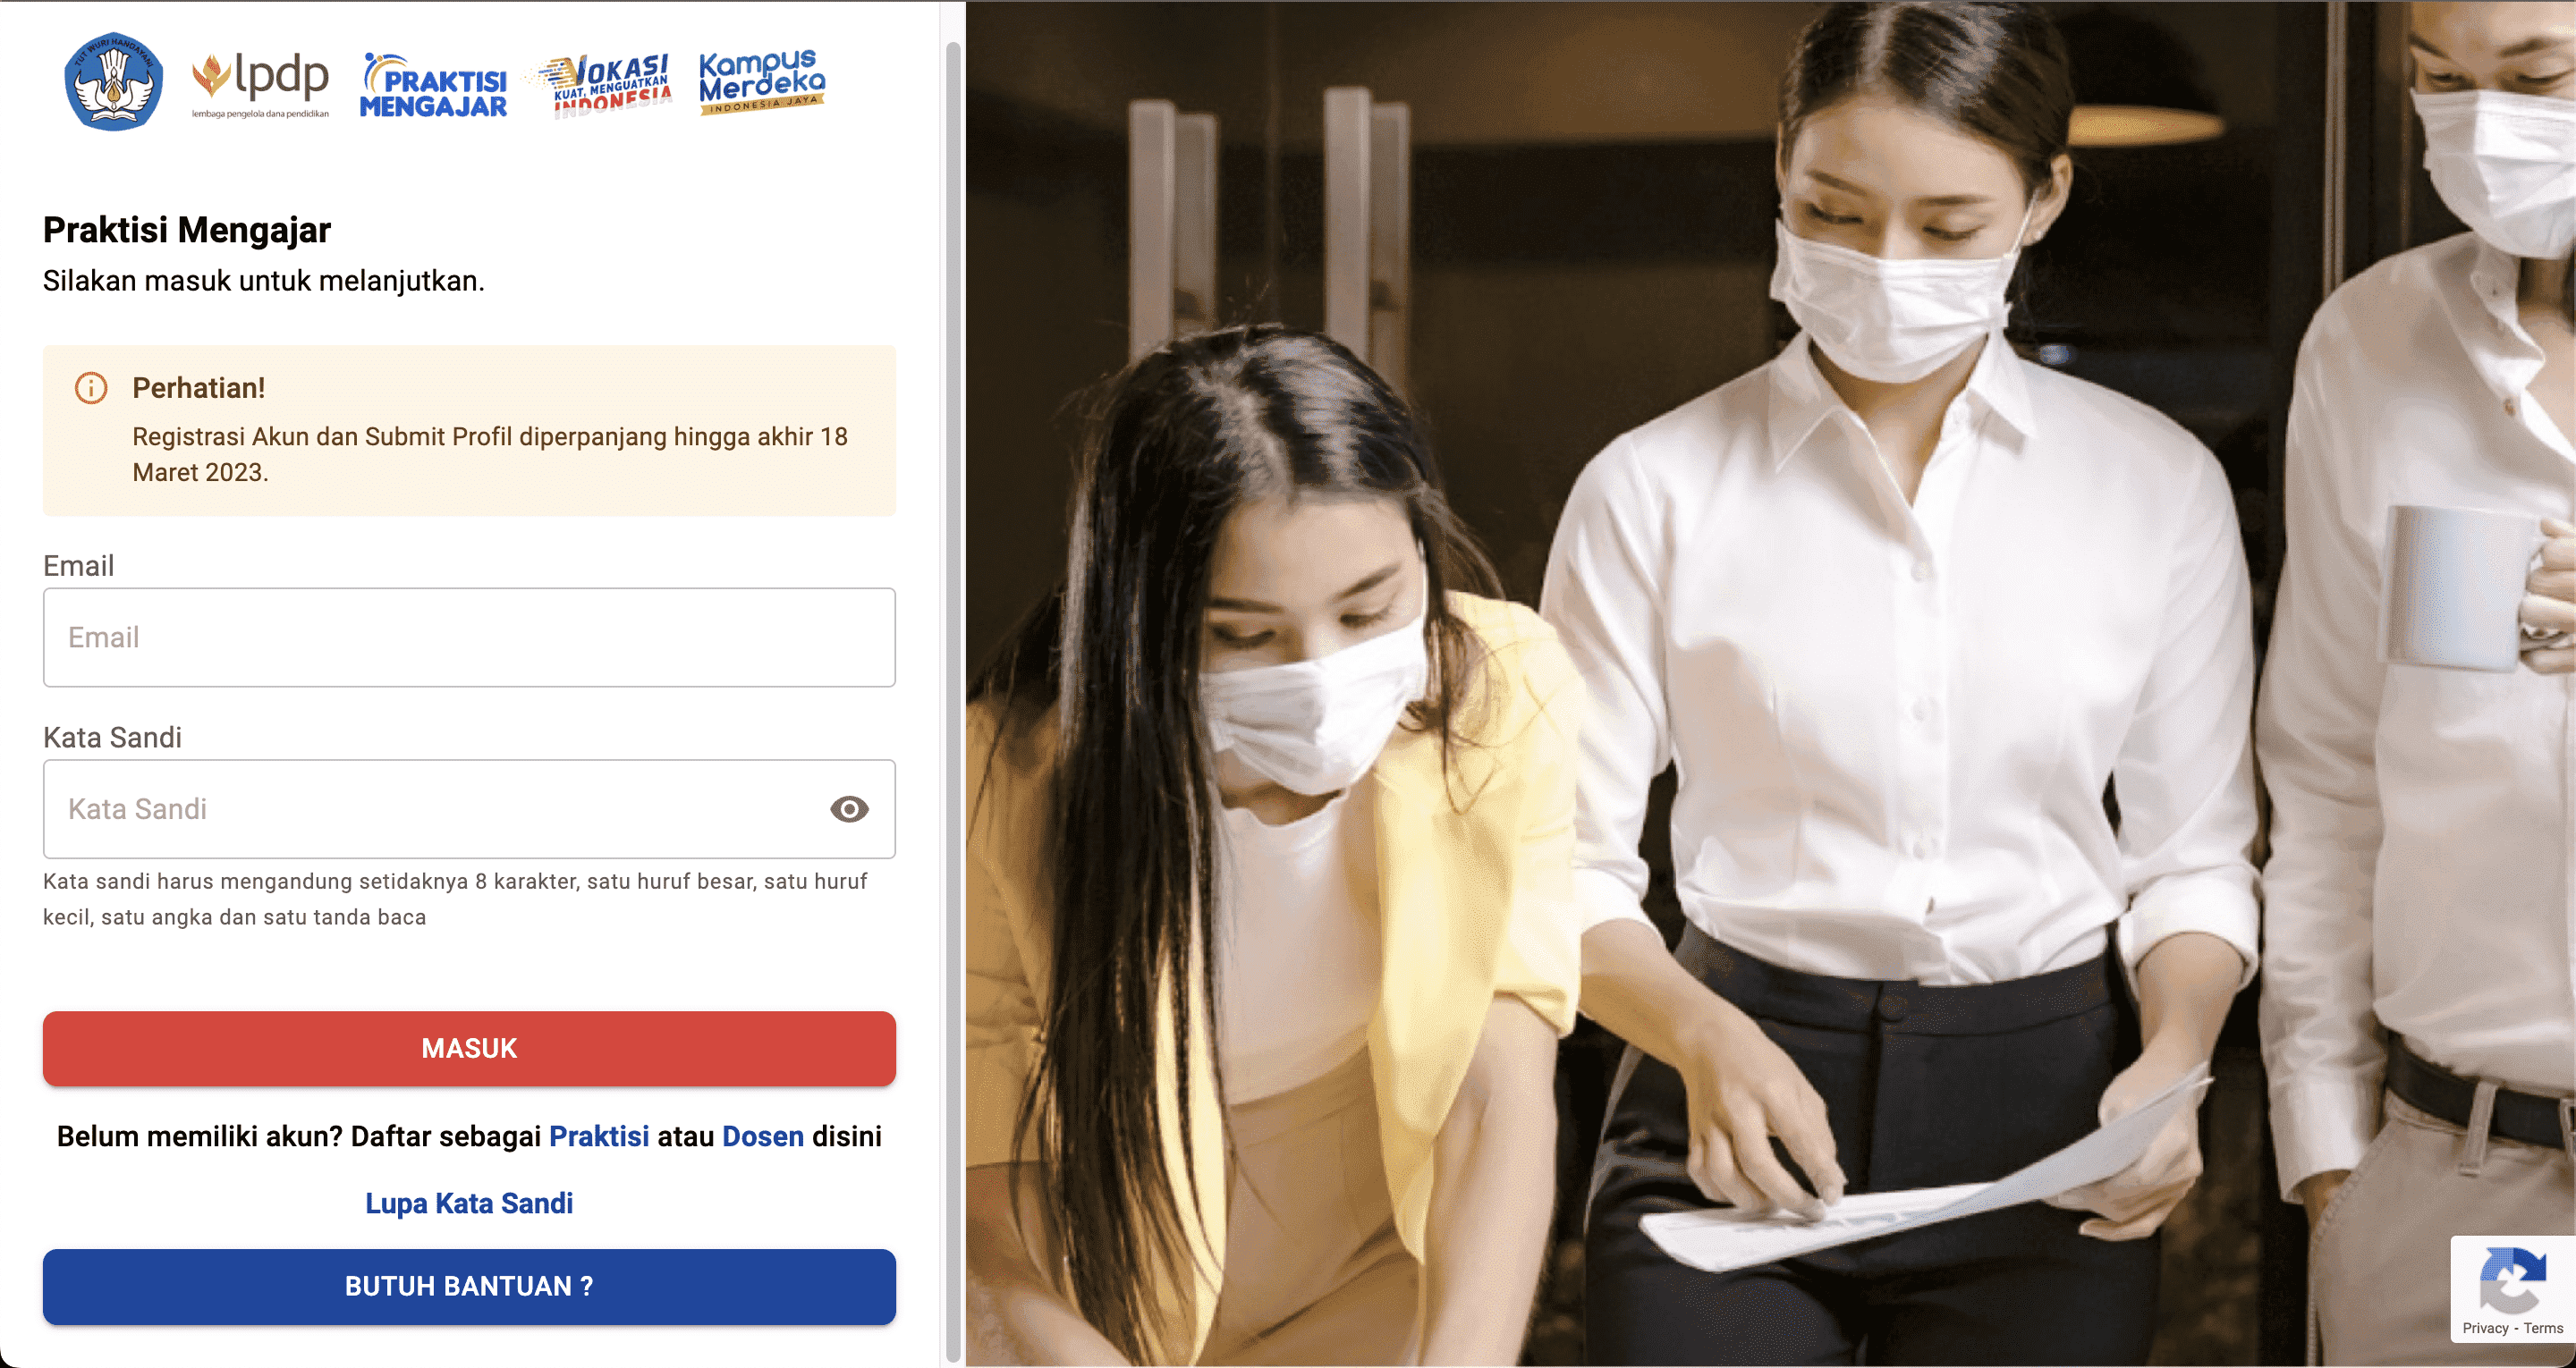 TUT WURI HANDAYANI
lpdp
lembaga pengelola dana pendidikan
PRAKTISI
MENGAJAR
VOKASI
KUAT, MENGUATKAN
INDONESIA
Kampus
Merdeka
INDONESIA JAYA
Praktisi Mengajar
Silakan masuk untuk melanjutkan.
Perhatian!
Registrasi Akun dan Submit Profil diperpanjang hingga akhir 18
Maret 2023.
Email
Email
Kata Sandi
Kata Sandi
Kata sandi harus mengandung setidaknya 8 karakter, satu huruf besar, satu huruf
kecil, satu angka dan satu tanda baca
MASUK
Belum memiliki akun? Daftar sebagai Praktisi atau Dosen disini
Lupa Kata Sandi
BUTUH BANTUAN ?
Privacy - Terms